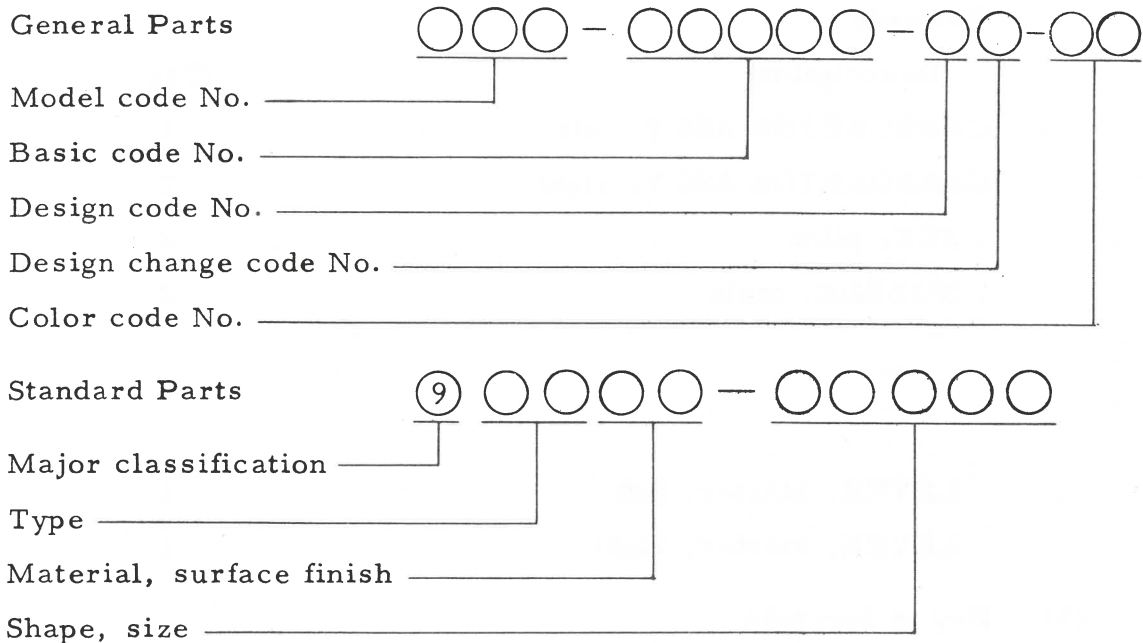 General Parts
Model code No.
Basic code No.
Design code No.
Design change code No.
Color code No.
Standard Parts 9
Major classification
Type
Material, surface finish
Shape, size